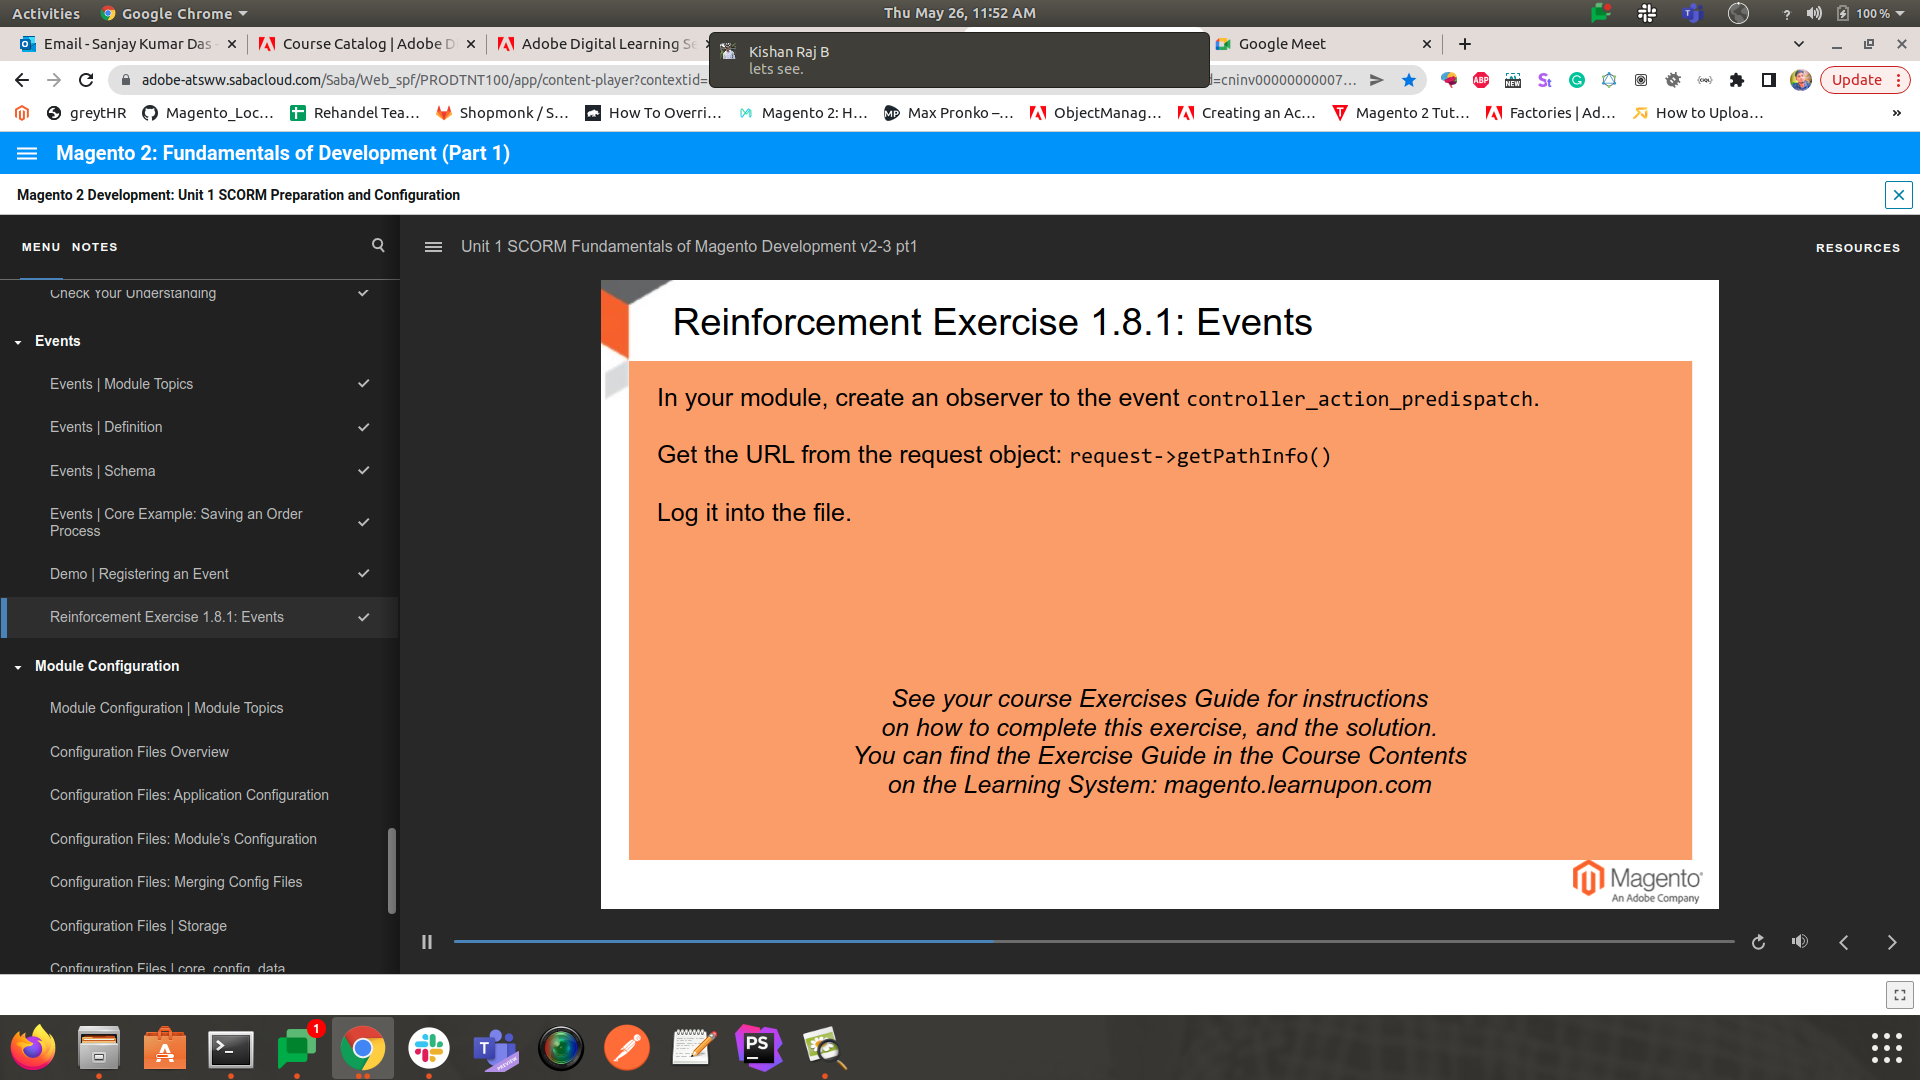 Activities Google Chrome Thu May 26, 11:52 AM ? 100 %
Email - Sanjay Kumar Das Course Catalog | Adobe D Adobe Digital Learning Se Google Meet
Kishan Raj B
lets see.
adobe-atsww.sabacloud.com/Saba/Web_spf/PRODTNT100/app/content-player?contextid= d=cninv00000000007... ABP NEW St Update
greytHR Magento_Loc... Rehandel Tea... Shopmonk / S... How To Overri... Magento 2: H... Max Pronko –... ObjectManag... Creating an Ac... Magento 2 Tut... Factories | Ad... How to Uploa... »
Magento 2: Fundamentals of Development (Part 1)
Magento 2 Development: Unit 1 SCORM Preparation and Configuration
MENU NOTES
Unit 1 SCORM Fundamentals of Magento Development v2-3 pt1
RESOURCES
Check Your Understanding
Events
Events | Module Topics
Events | Definition
Events | Schema
Events | Core Example: Saving an Order
Process
Demo | Registering an Event
Reinforcement Exercise 1.8.1: Events
Module Configuration
Module Configuration | Module Topics
Configuration Files Overview
Configuration Files: Application Configuration
Configuration Files: Module’s Configuration
Configuration Files: Merging Config Files
Configuration Files | Storage
Configuration Files | core_config_data
Reinforcement Exercise 1.8.1: Events
In your module, create an observer to the event controller_action_predispatch.
Get the URL from the request object: request->getPathInfo()
Log it into the file.
See your course Exercises Guide for instructions
on how to complete this exercise, and the solution.
You can find the Exercise Guide in the Course Contents
on the Learning System: magento.learnupon.com
Magento
An Adobe Company
1
PS